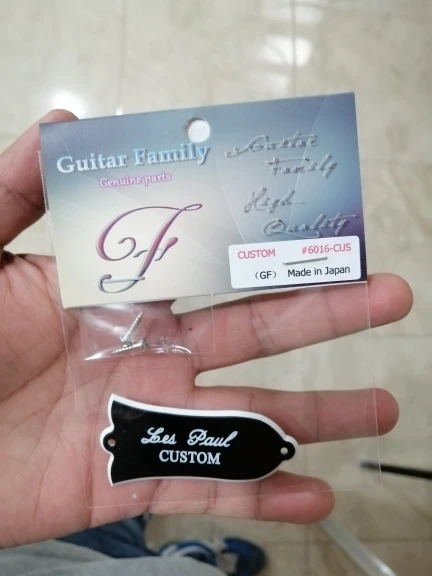 Guitar Family
Genuine parts
F
Guitar
Family
High
Quality
CUSTOM #6016-CUS
(GF) Made in Japan
Les Paul
CUSTOM